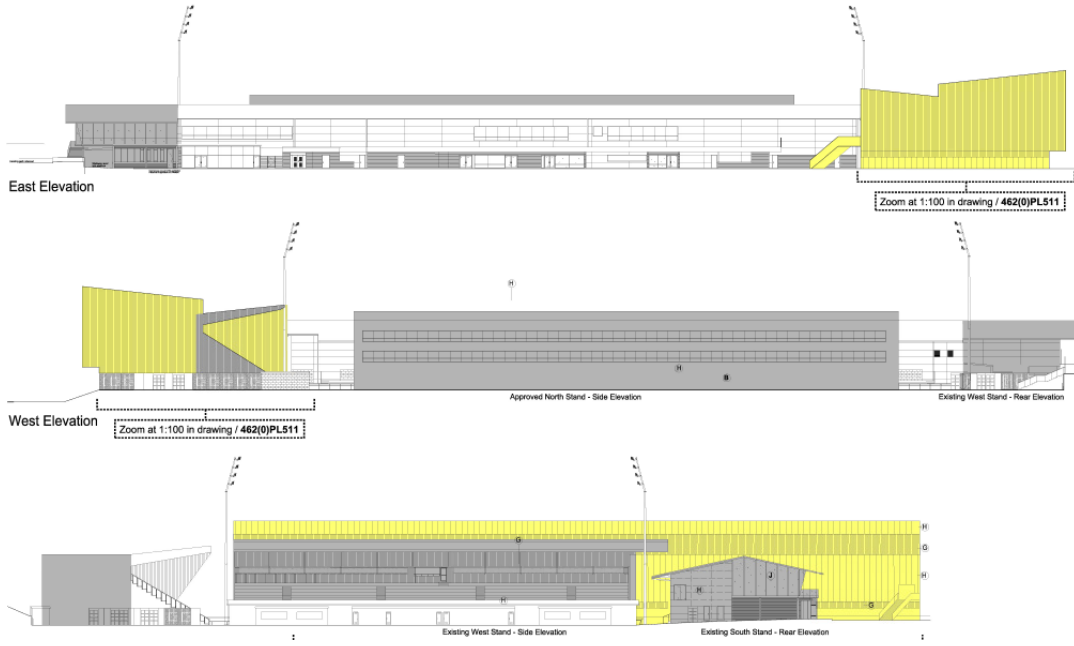 East Elevation
Zoom at 1:100 in drawing / 462(0)PL511
H
H
Approved North Stand - Side Elevation
Existing West Stand - Rear Elevation
West Elevation
Zoom at 1:100 in drawing / 462(0)PL511
H
G
G
H
J
H
H
G
Existing West Stand - Side Elevation
Existing South Stand - Rear Elevation